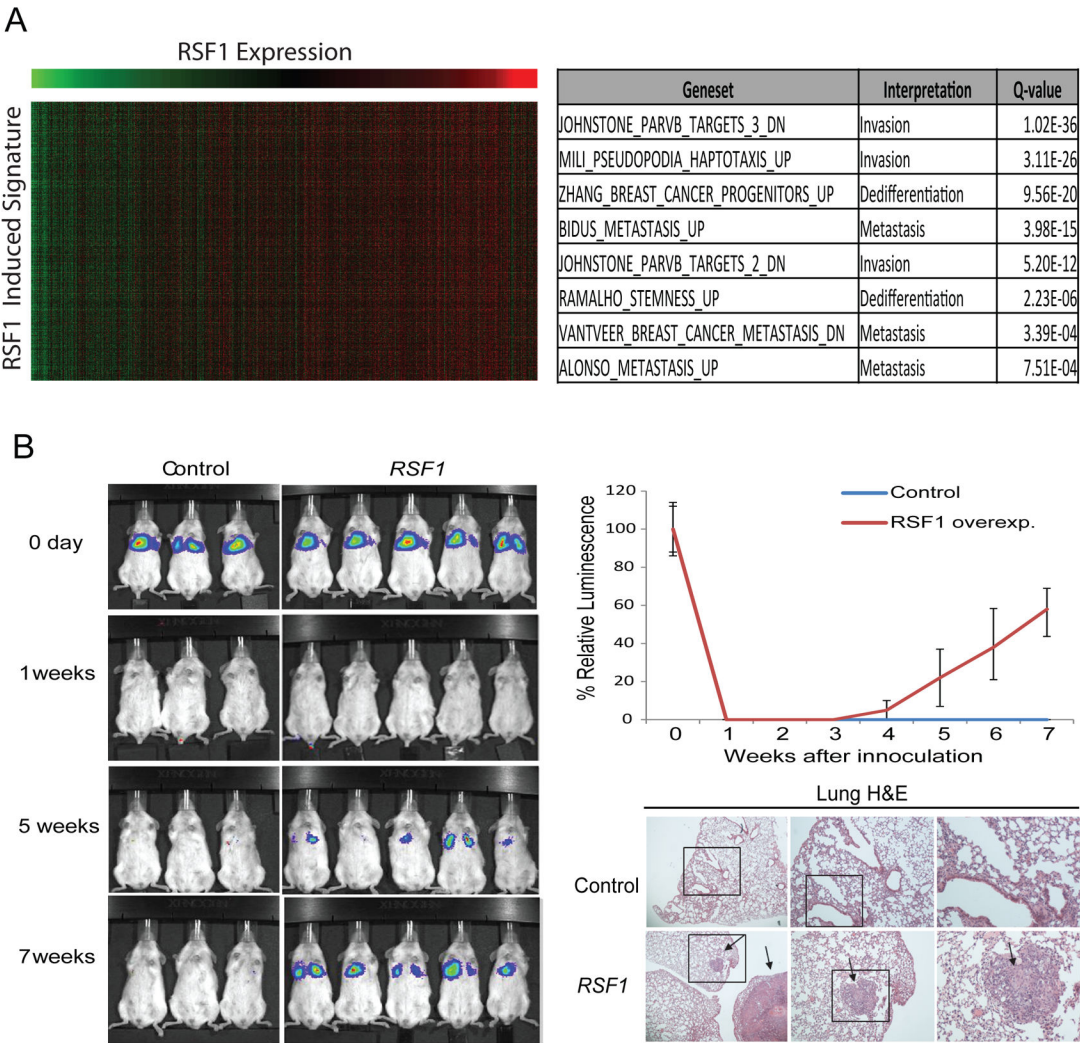 A
RSF1 Expression
RSF1 Induced Signature
Geneset Interpretation Q-value
JOHNSTONE_PARVB_TARGETS_3_DN Invasion 1.02E-36
MILI_PSEUDOPODIA_HAPTOTAXIS_UP Invasion 3.11E-26
ZHANG_BREAST_CANCER_PROGENITORS_UP Dedifferentiation 9.56E-20
BIDUS_METASTASIS_UP Metastasis 3.98E-15
JOHNSTONE_PARVB_TARGETS_2_DN Invasion 5.20E-12
RAMALHO_STEMNESS_UP Dedifferentiation 2.23E-06
VANTVEER_BREAST_CANCER_METASTASIS_DN Metastasis 3.39E-04
ALONSO_METASTASIS_UP Metastasis 7.51E-04
B
Control RSF1
0 day
1weeks
5 weeks
7weeks
% Relative Luminescence
120
100
80
60
40
20
0
0 1 2 3 4 5 6 7
Weeks after innoculation
Control
RSF1 overexp.
Lung H&E
Control
RSF1